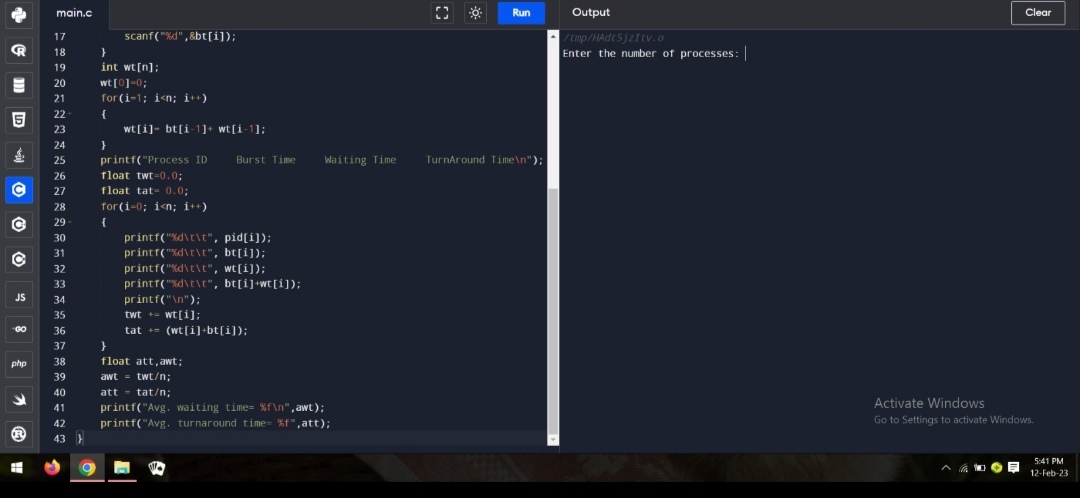 main.c
Run
Output
Clear
17 scanf("%d",&bt[i]);
18 }
19 int wt[n];
20 wt[0]=0;
21 for(i=1; i<n; i++)
22 {
23 wt[i]= bt[i-1]+ wt[i-1];
24 }
25 printf("Process ID Burst Time Waiting Time TurnAround Time\n");
26 float twt=0.0;
27 float tat= 0.0;
28 for(i=0; i<n; i++)
29 {
30 printf("%d\t\t", pid[i]);
31 printf("%d\t\t", bt[i]);
32 printf("%d\t\t", wt[i]);
33 printf("%d\t\t", bt[i]+wt[i]);
34 printf("\n");
35 twt += wt[i];
36 tat += (wt[i]+bt[i]);
37 }
38 float att,awt;
39 awt = twt/n;
40 att = tat/n;
41 printf("Avg. waiting time= %f\n",awt);
42 printf("Avg. turnaround time= %f",att);
43 }
/tmp/HAdt5jzItv.o
Enter the number of processes:
JS
-GO
php
Activate Windows
Go to Settings to activate Windows.
5:41 PM
12-Feb-23